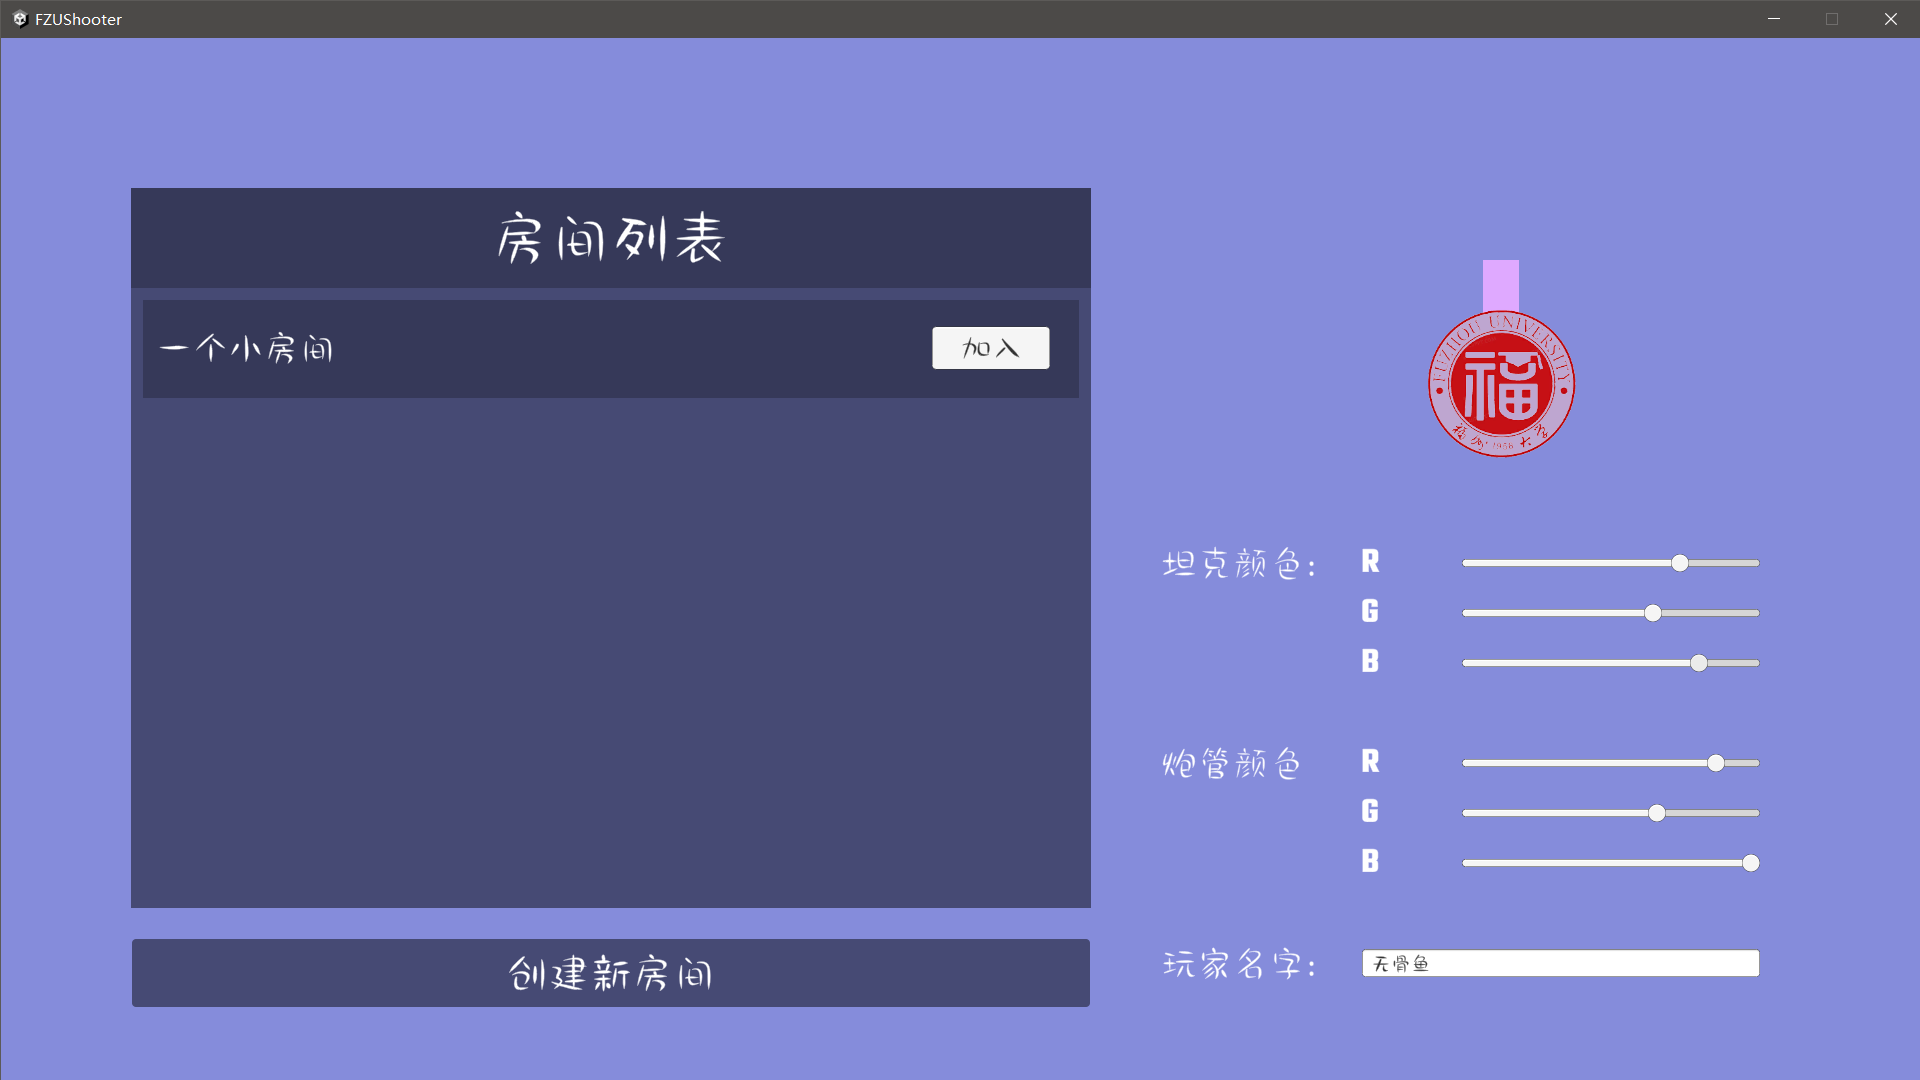 FZUShooter
房间列表
一个小房间
加入
创建新房间
FUZHOU UNIVERSITY
福
福州 1958 大学
坦克颜色：
R
G
B
炮管颜色
R
G
B
玩家名字：
无骨鱼